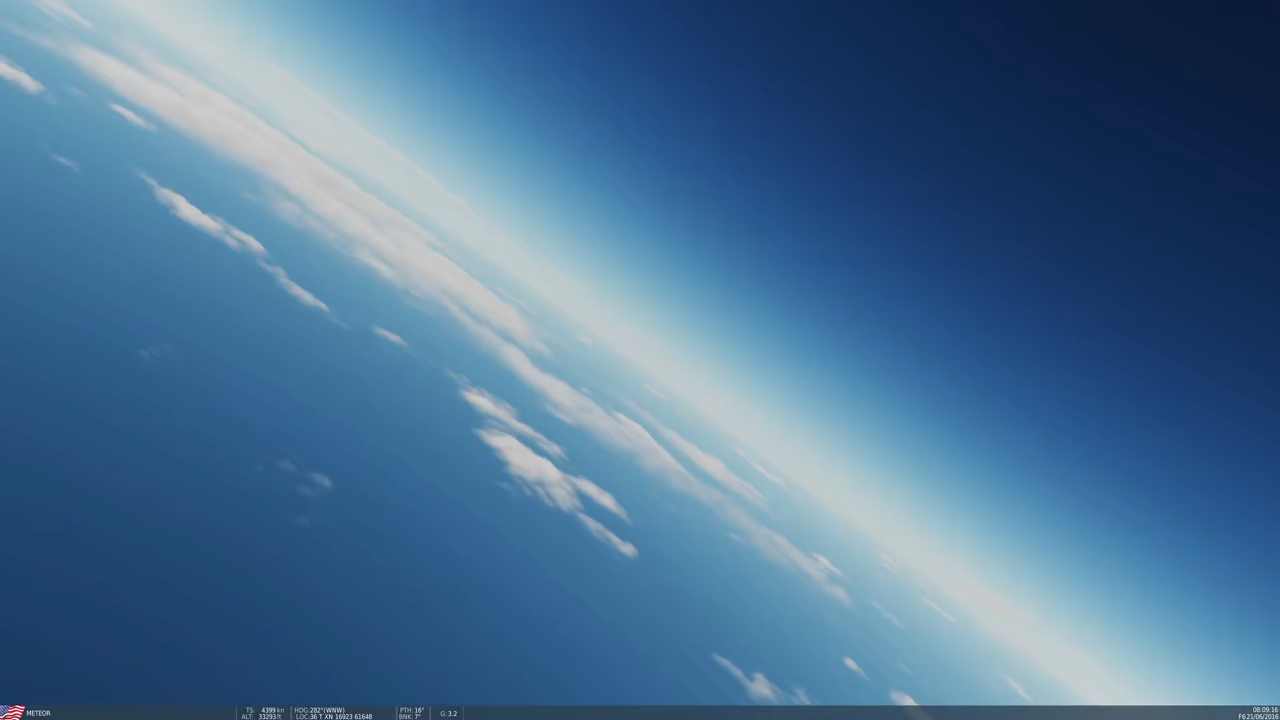 METEOR
TS: 4399 kn
ALT: 33293 ft
HDG:282°(WNW)
LOC:36 T XN 16923 61648
PTH: 16°
BNK: 7°
G: 3.2
08:09:16
F6 21/06/2016